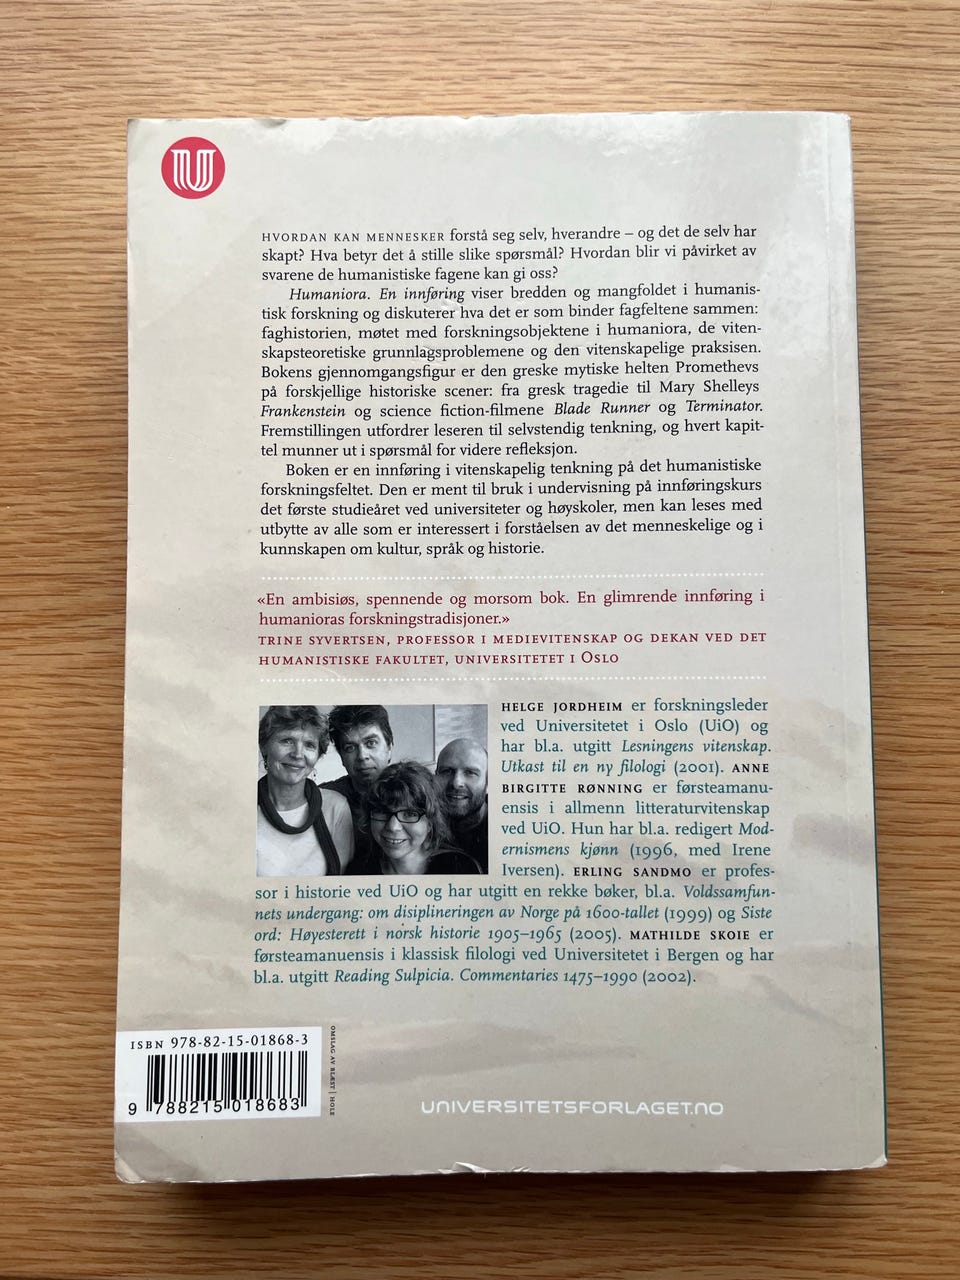 U
HVORDAN KAN MENNESKER forstå seg selv, hverandre – og det de selv har
skapt? Hva betyr det å stille slike spørsmål? Hvordan blir vi påvirket av
svarene de humanistiske fagene kan gi oss?
Humaniora. En innføring viser bredden og mangfoldet i humanis-
tisk forskning og diskuterer hva det er som binder fagfeltene sammen:
faghistorien, møtet med forskningsobjektene i humaniora, de viten-
skapsteoretiske grunnlagsproblemene og den vitenskapelige praksisen.
Bokens gjennomgangsfigur er den greske mytiske helten Promethevs
på forskjellige historiske scener: fra gresk tragedie til Mary Shelleys
Frankenstein og science fiction-filmene Blade Runner og Terminator.
Fremstillingen utfordrer leseren til selvstendig tenkning, og hvert kapit-
tel munner ut i spørsmål for videre refleksjon.
Boken er en innføring i vitenskapelig tenkning på det humanistiske
forskningsfeltet. Den er ment til bruk i undervisning på innføringskurs
det første studieåret ved universiteter og høyskoler, men kan leses med
utbytte av alle som er interessert i forståelsen av det menneskelige og i
kunnskapen om kultur, språk og historie.
«En ambisiøs, spennende og morsom bok. En glimrende innføring i
humanioras forskningstradisjoner.»
TRINE SYVERTSEN, PROFESSOR I MEDIEVITENSKAP OG DEKAN VED DET
HUMANISTISKE FAKULTET, UNIVERSITETET I OSLO
HELGE JORDHEIM er forskningsleder
ved Universitetet i Oslo (UiO) og
har bl.a. utgitt Lesningens vitenskap.
Utkast til en ny filologi (2001). ANNE
BIRGITTE RØNNING er førsteamanu-
ensis i allmenn litteraturvitenskap
ved UiO. Hun har bl.a. redigert Mod-
ernismens kjønn (1996, med Irene
Iversen). ERLING SANDMO er profes-
sor i historie ved UiO og har utgitt en rekke bøker, bl.a. Voldssamfun-
nets undergang: om disiplineringen av Norge på 1600-tallet (1999) og Siste
ord: Høyesterett i norsk historie 1905–1965 (2005). MATHILDE SKOIE er
førsteamanuensis i klassisk filologi ved Universitetet i Bergen og har
bl.a. utgitt Reading Sulpicia. Commentaries 1475–1990 (2002).
ISBN 978-82-15-01868-3
9 788215 018683
OMSLAG AV BLÆST | HOLE
UNIVERSITETSFORLAGET.NO